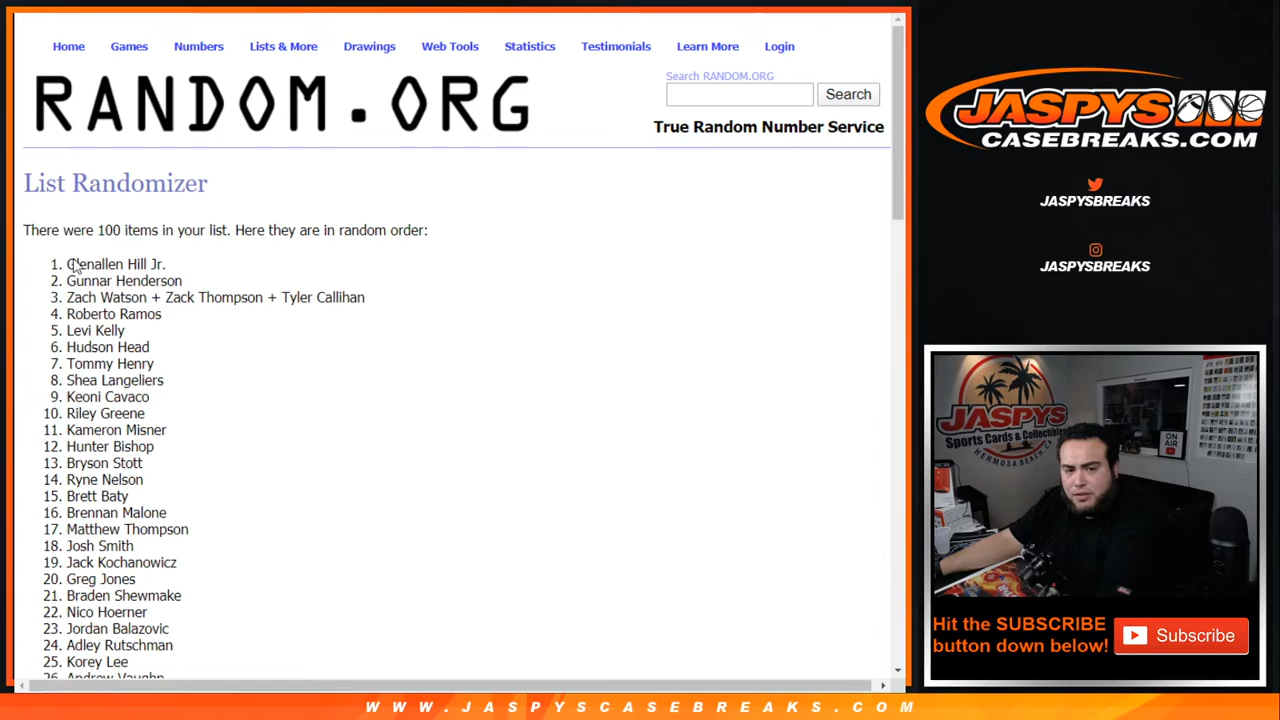 Home Games Numbers Lists & More Drawings Web Tools Statistics Testimonials Learn More Login
RANDOM.ORG
Search RANDOM.ORG
Search
True Random Number Service
List Randomizer
There were 100 items in your list. Here they are in random order:
1. Glenallen Hill Jr.
2. Gunnar Henderson
3. Zach Watson + Zack Thompson + Tyler Callihan
4. Roberto Ramos
5. Levi Kelly
6. Hudson Head
7. Tommy Henry
8. Shea Langeliers
9. Keoni Cavaco
10. Riley Greene
11. Kameron Misner
12. Hunter Bishop
13. Bryson Stott
14. Ryne Nelson
15. Brett Baty
16. Brennan Malone
17. Matthew Thompson
18. Josh Smith
19. Jack Kochanowicz
20. Greg Jones
21. Braden Shewmake
22. Nico Hoerner
23. Jordan Balazovic
24. Adley Rutschman
25. Korey Lee
26. Andrew Vaughn
JASPYS
CASEBREAKS.COM
JASPYSBREAKS
JASPYSBREAKS
JASPYS
Sports Cards & Collectibles
HERMOSA BEACH, CA
ON
AIR
Hit the SUBSCRIBE
button down below!
Subscribe
WWW.JASPYSCASEBREAKS.COM